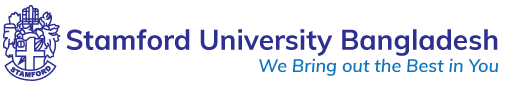 Stamford University Bangladesh
We Bring out the Best in You
STAMFORD